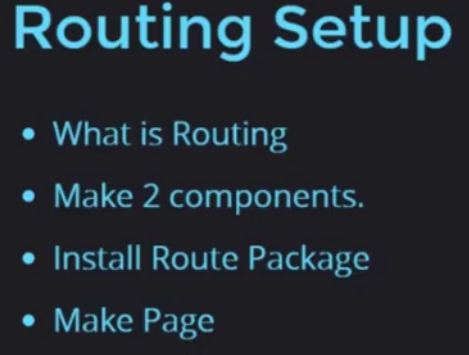 Routing Setup
• What is Routing
• Make 2 components.
• Install Route Package
• Make Page